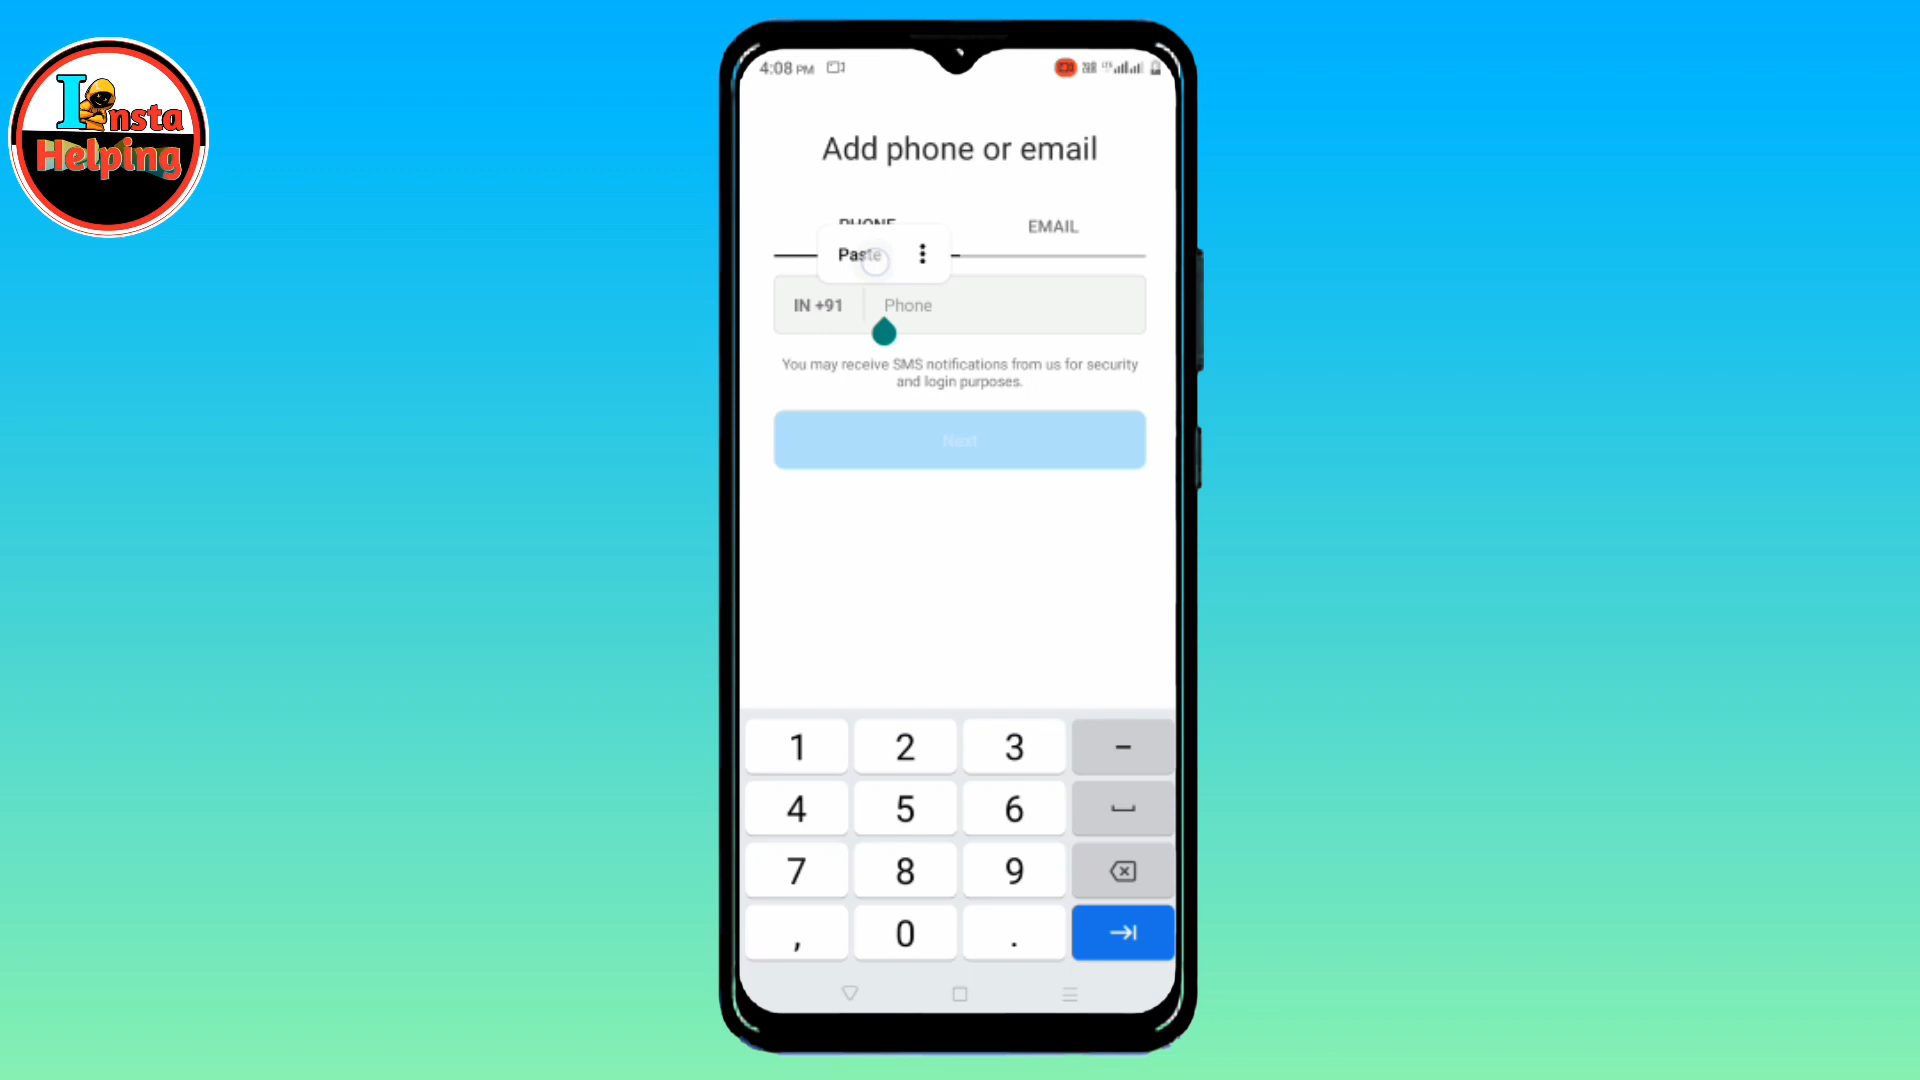 Insta
Helping
4:08 PM
Add phone or email
PHONE
EMAIL
Paste
IN +91
Phone
You may receive SMS notifications from us for security
and login purposes.
Next
1 2 3 -
4 5 6
7 8 9
, 0 .